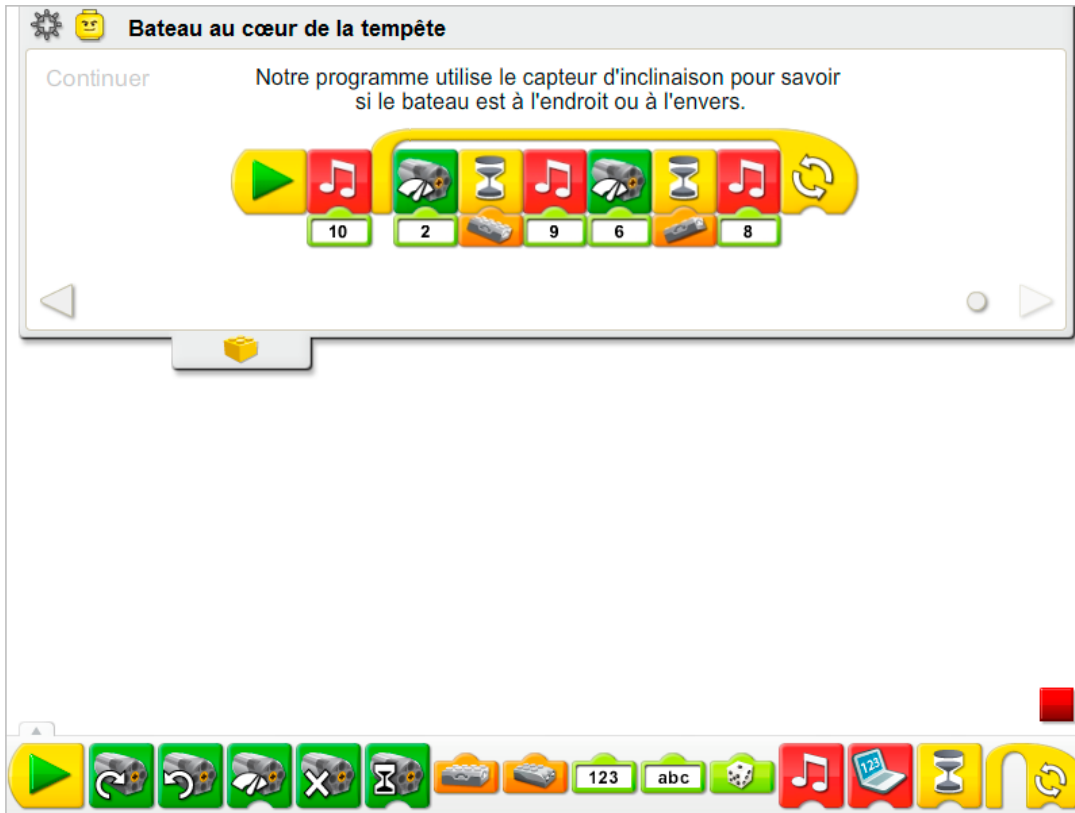 Bateau au cœur de la tempête
Continuer
Notre programme utilise le capteur d'inclinaison pour savoir
si le bateau est à l'endroit ou à l'envers.
10 2 9 6 8
123 abc 123